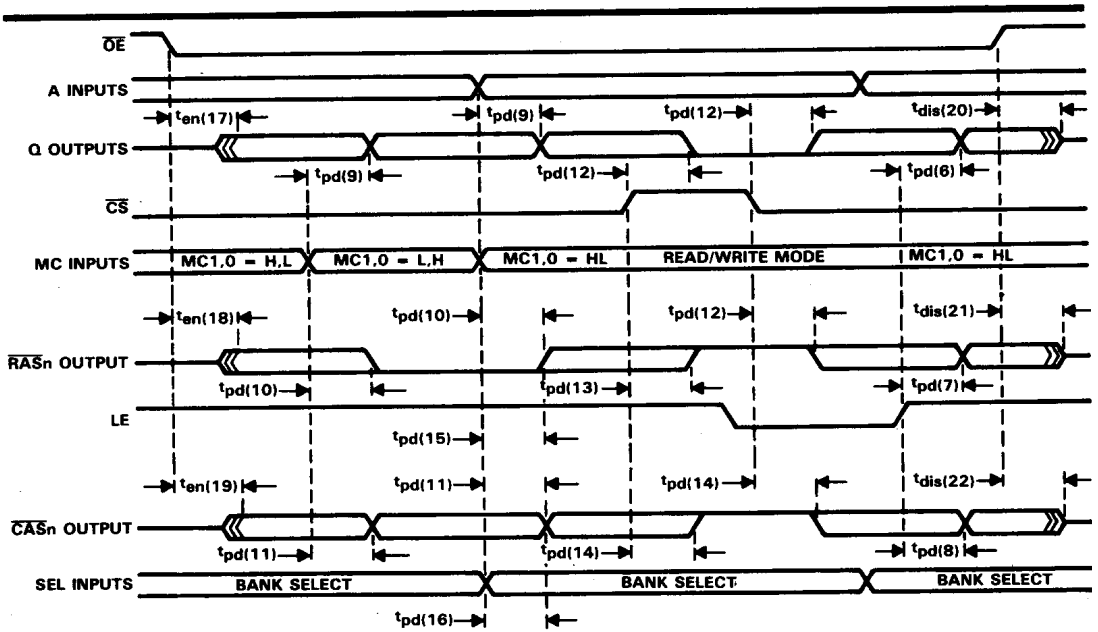 OE
A INPUTS
ten(17) tpd(9) tpd(12) tdis(20)
Q OUTPUTS
tpd(9) tpd(12) tpd(6)
CS
MC INPUTS MC1,0 = H,L MC1,0 = L,H MC1,0 = HL READ/WRITE MODE MC1,0 = HL
ten(18) tpd(10) tpd(12) tdis(21)
RASn OUTPUT
tpd(10) tpd(13) tpd(7)
LE
tpd(15)
ten(19) tpd(11) tpd(14) tdis(22)
CASn OUTPUT
tpd(11) tpd(14) tpd(8)
SEL INPUTS BANK SELECT BANK SELECT BANK SELECT
tpd(16)